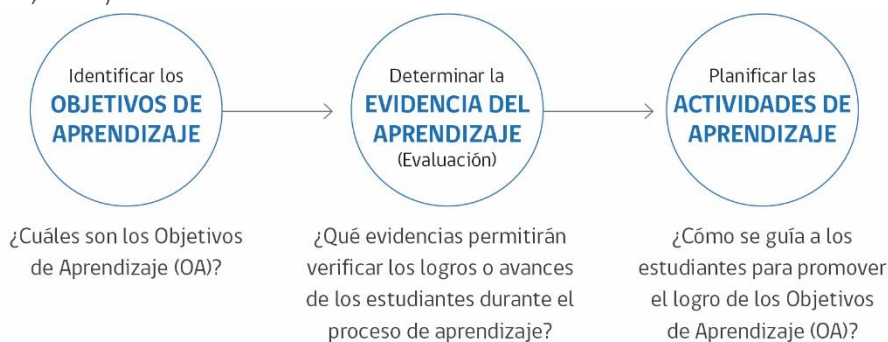 Identificar los
OBJETIVOS DE
APRENDIZAJE
Determinar la
EVIDENCIA DEL
APRENDIZAJE
(Evaluación)
Planificar las
ACTIVIDADES DE
APRENDIZAJE
¿Cuáles son los Objetivos
de Aprendizaje (OA)?
¿Qué evidencias permitirán
verificar los logros o avances
de los estudiantes durante el
proceso de aprendizaje?
¿Cómo se guía a los
estudiantes para promover
el logro de los Objetivos
de Aprendizaje (OA)?